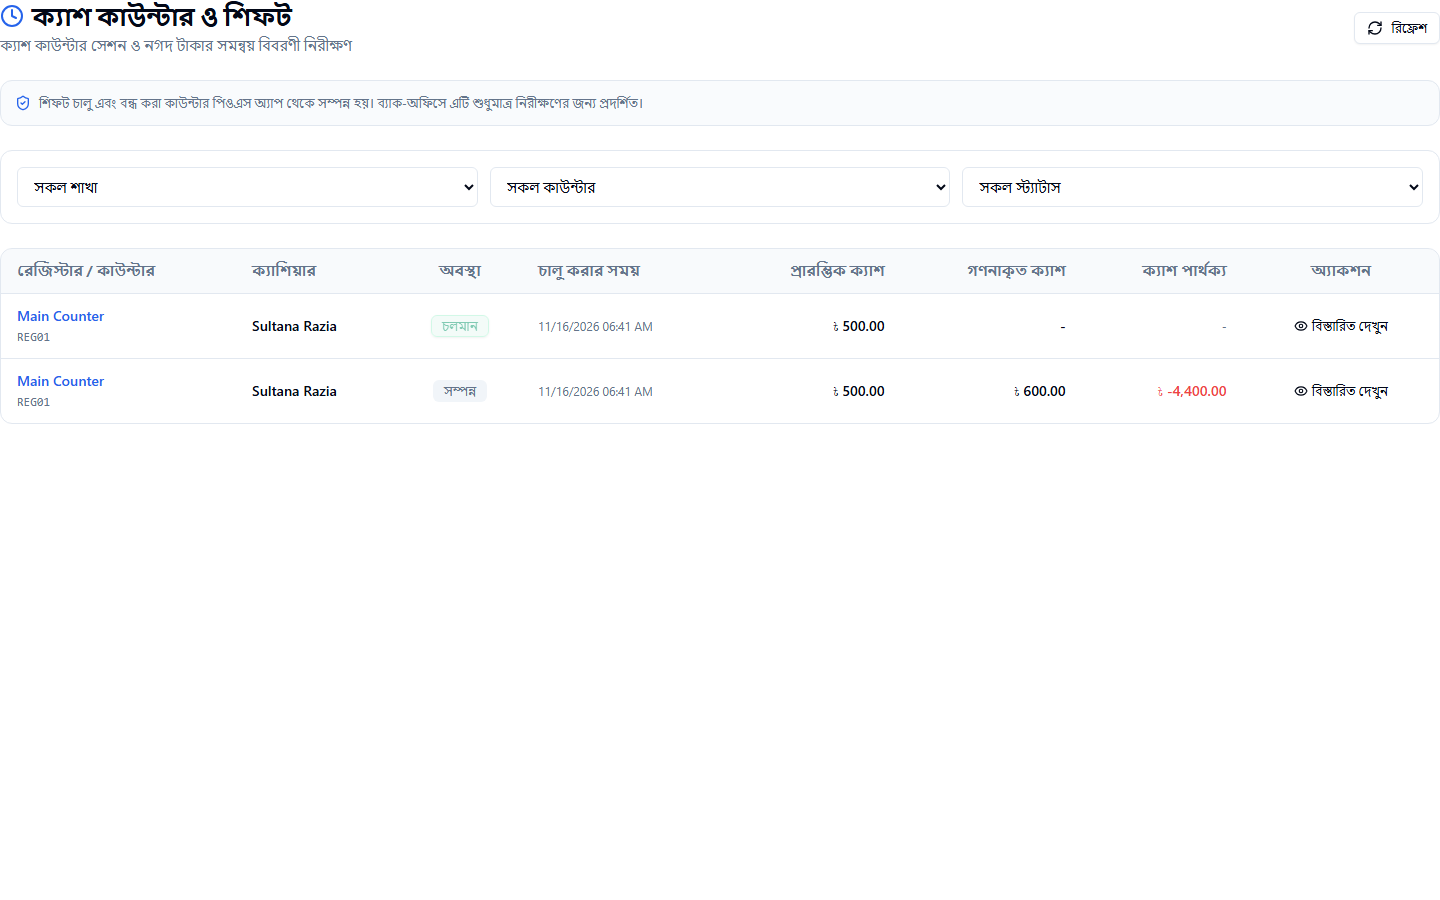 ক্যাশ কাউন্টার ও শিফট
ক্যাশ কাউন্টার সেশন ও নগদ টাকার সমন্বয় বিবরণী নিরীক্ষণ
রিফ্রেশ
শিফট চালু এবং বন্ধ করা কাউন্টার পিওএস অ্যাপ থেকে সম্পন্ন হয়। ব্যাক-অফিসে এটি শুধুমাত্র নিরীক্ষণের জন্য প্রদর্শিত।
সকল শাখা সকল কাউন্টার সকল স্ট্যাটাস
রেজিস্টার / কাউন্টার ক্যাশিয়ার অবস্থা চালু করার সময় প্রারম্ভিক ক্যাশ গণনাকৃত ক্যাশ ক্যাশ পার্থক্য অ্যাকশন
Main Counter
REG01
Sultana Razia চলমান 11/16/2026 06:41 AM ৳ 500.00 - - বিস্তারিত দেখুন
Main Counter
REG01
Sultana Razia সম্পন্ন 11/16/2026 06:41 AM ৳ 500.00 ৳ 600.00 ৳ -4,400.00 বিস্তারিত দেখুন